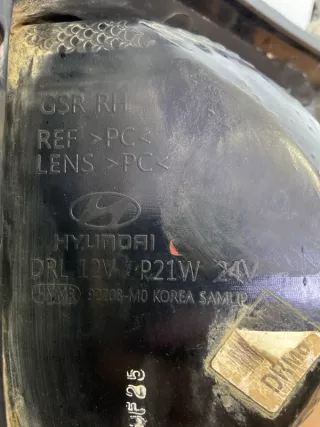 GSR RH
REF >PC<
LENS >PC<
HYUNDAI
DRL 12V P21W 24V
92208-M0 KOREA SAMLIP